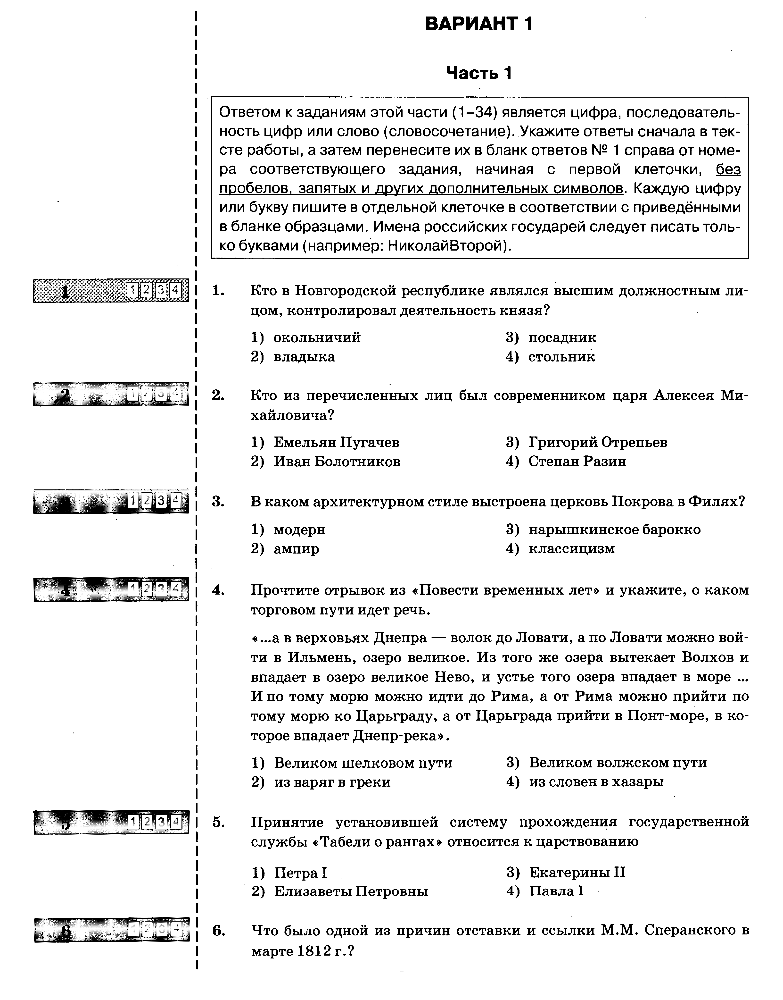 ВАРИАНТ 1
Часть 1
Ответом к заданиям этой части (1–34) является цифра, последователь-
ность цифр или слово (словосочетание). Укажите ответы сначала в тек-
сте работы, а затем перенесите их в бланк ответов № 1 справа от номе-
ра соответствующего задания, начиная с первой клеточки, без
пробелов, запятых и других дополнительных символов. Каждую цифру
или букву пишите в отдельной клеточке в соответствии с приведёнными
в бланке образцами. Имена российских государей следует писать толь-
ко буквами (например: НиколайВторой).
1 1 2 3 4
1. Кто в Новгородской республике являлся высшим должностным ли-
цом, контролировал деятельность князя?
1) окольничий 3) посадник
2) владыка 4) стольник
2 1 2 3 4
2. Кто из перечисленных лиц был современником царя Алексея Ми-
хайловича?
1) Емельян Пугачев 3) Григорий Отрепьев
2) Иван Болотников 4) Степан Разин
3 1 2 3 4
3. В каком архитектурном стиле выстроена церковь Покрова в Филях?
1) модерн 3) нарышкинское барокко
2) ампир 4) классицизм
4 1 2 3 4
4. Прочтите отрывок из «Повести временных лет» и укажите, о каком
торговом пути идет речь.
«...а в верховьях Днепра — волок до Ловати, а по Ловати можно вой-
ти в Ильмень, озеро великое. Из того же озера вытекает Волхов и
впадает в озеро великое Нево, и устье того озера впадает в море ...
И по тому морю можно идти до Рима, а от Рима можно прийти по
тому морю ко Царьграду, а от Царьграда прийти в Понт-море, в ко-
торое впадает Днепр-река».
1) Великом шелковом пути 3) Великом волжском пути
2) из варяг в греки 4) из словен в хазары
5 1 2 3 4
5. Принятие установившей систему прохождения государственной
службы «Табели о рангах» относится к царствованию
1) Петра I 3) Екатерины II
2) Елизаветы Петровны 4) Павла I
6 1 2 3 4
6. Что было одной из причин отставки и ссылки М.М. Сперанского в
марте 1812 г.?